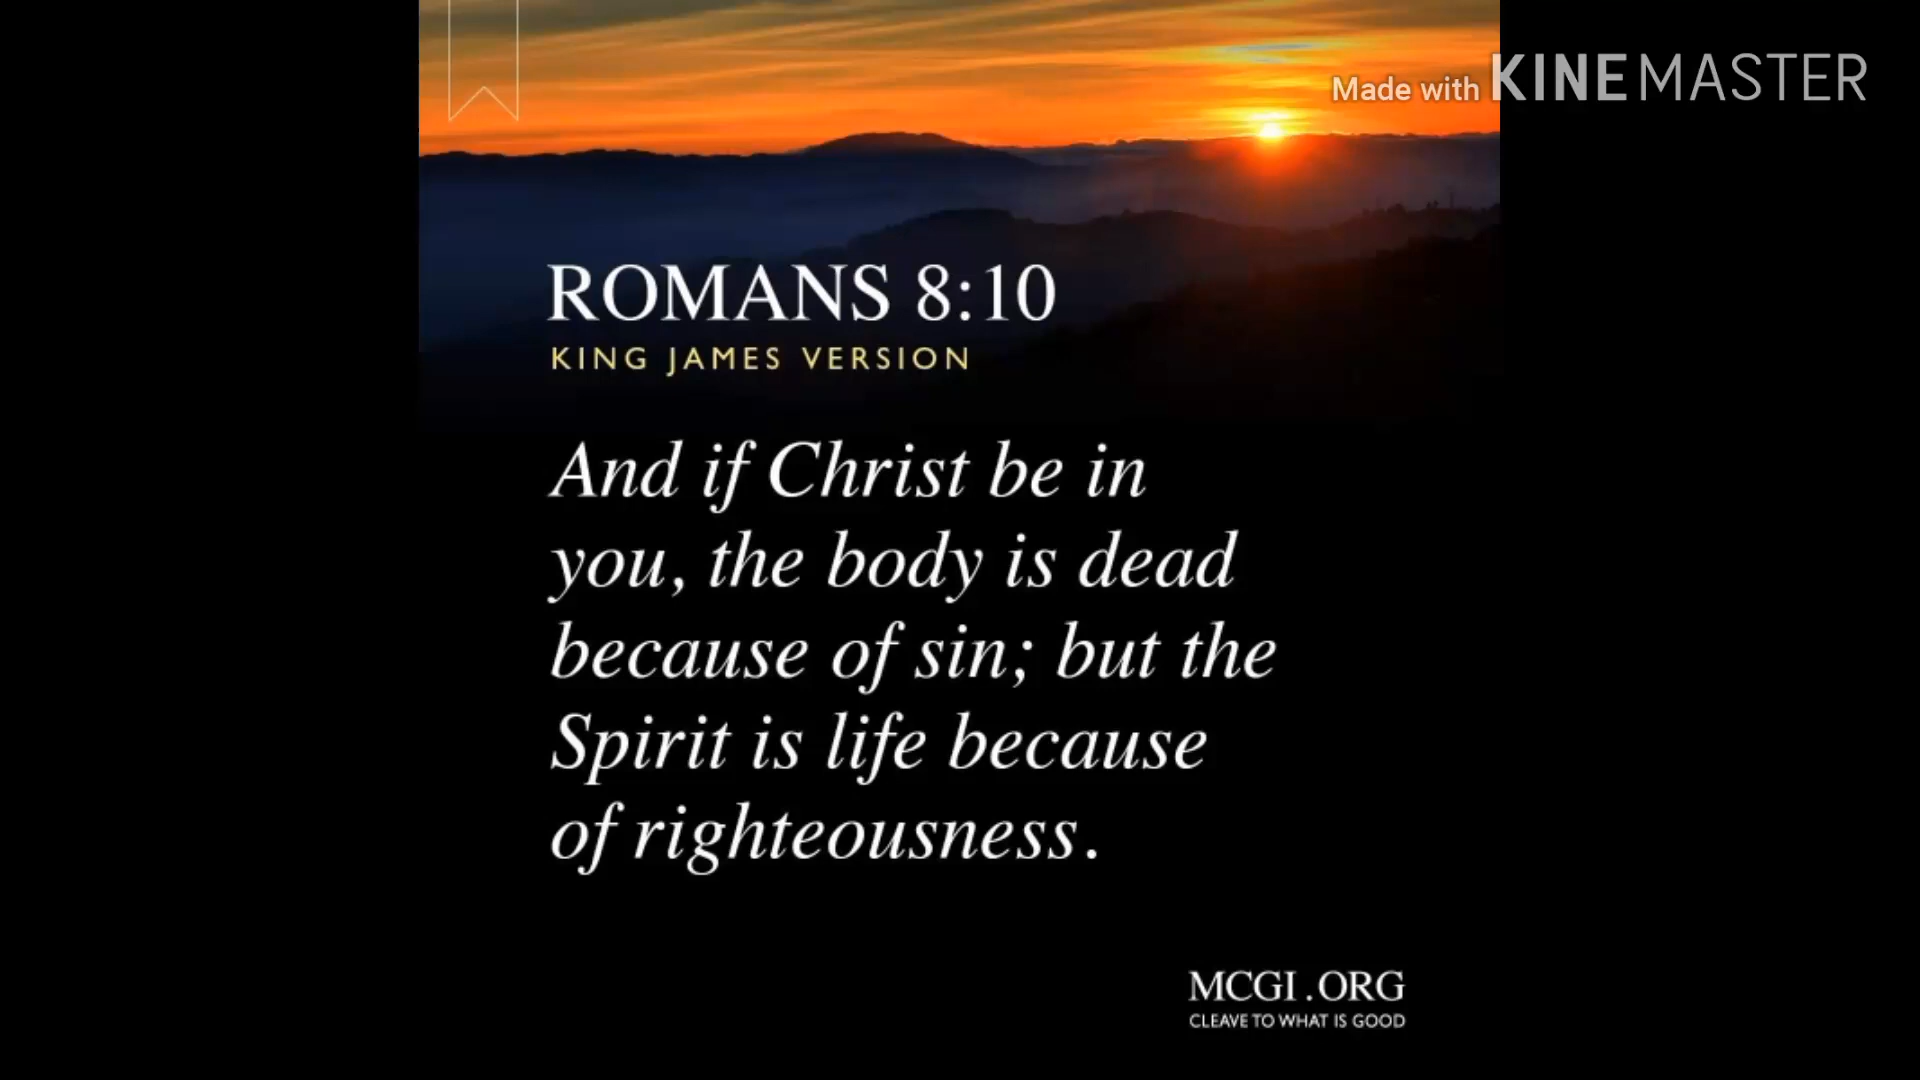 Made with KINEMASTER
ROMANS 8:10
KING JAMES VERSION
And if Christ be in
you, the body is dead
because of sin; but the
Spirit is life because
of righteousness.
MCGI.ORG
CLEAVE TO WHAT IS GOOD